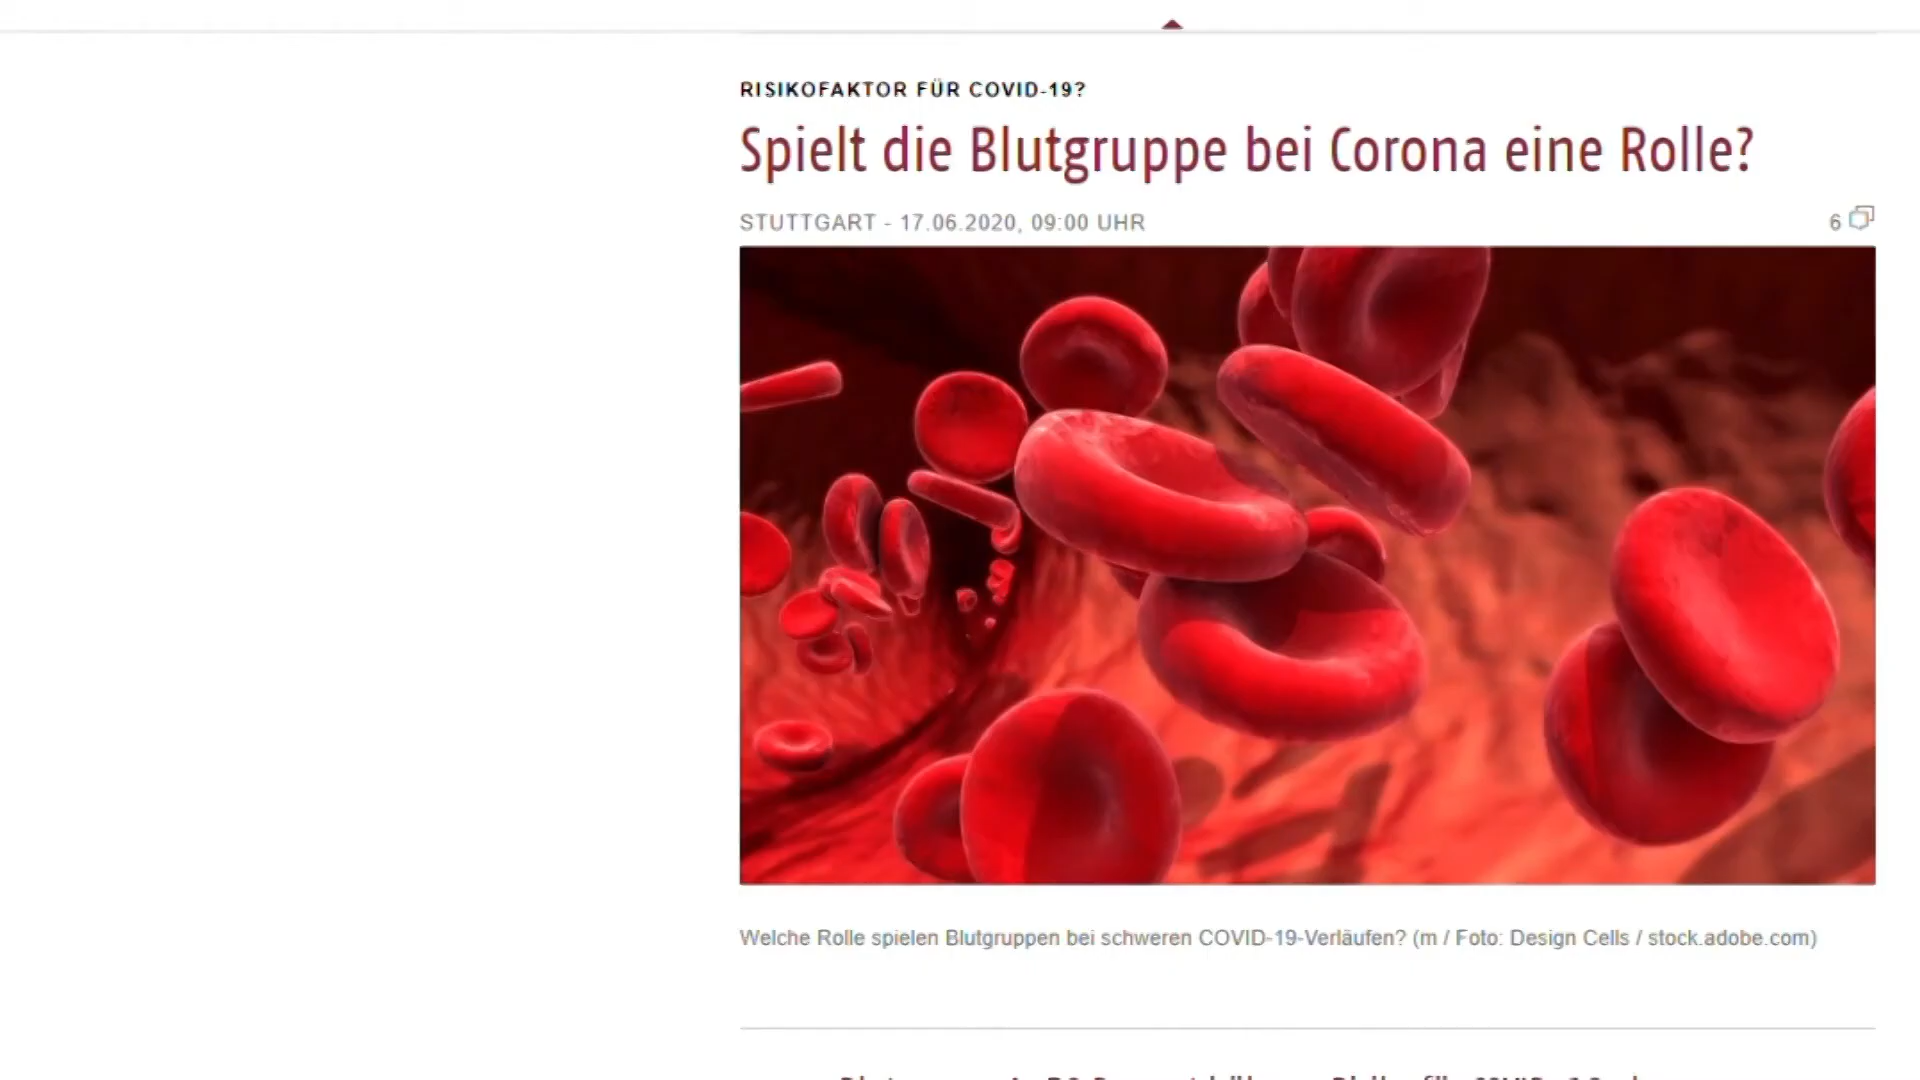 RISIKOFAKTOR FÜR COVID-19?
Spielt die Blutgruppe bei Corona eine Rolle?
STUTTGART - 17.06.2020, 09:00 UHR
6
Welche Rolle spielen Blutgruppen bei schweren COVID-19-Verläufen? (m / Foto: Design Cells / stock.adobe.com)